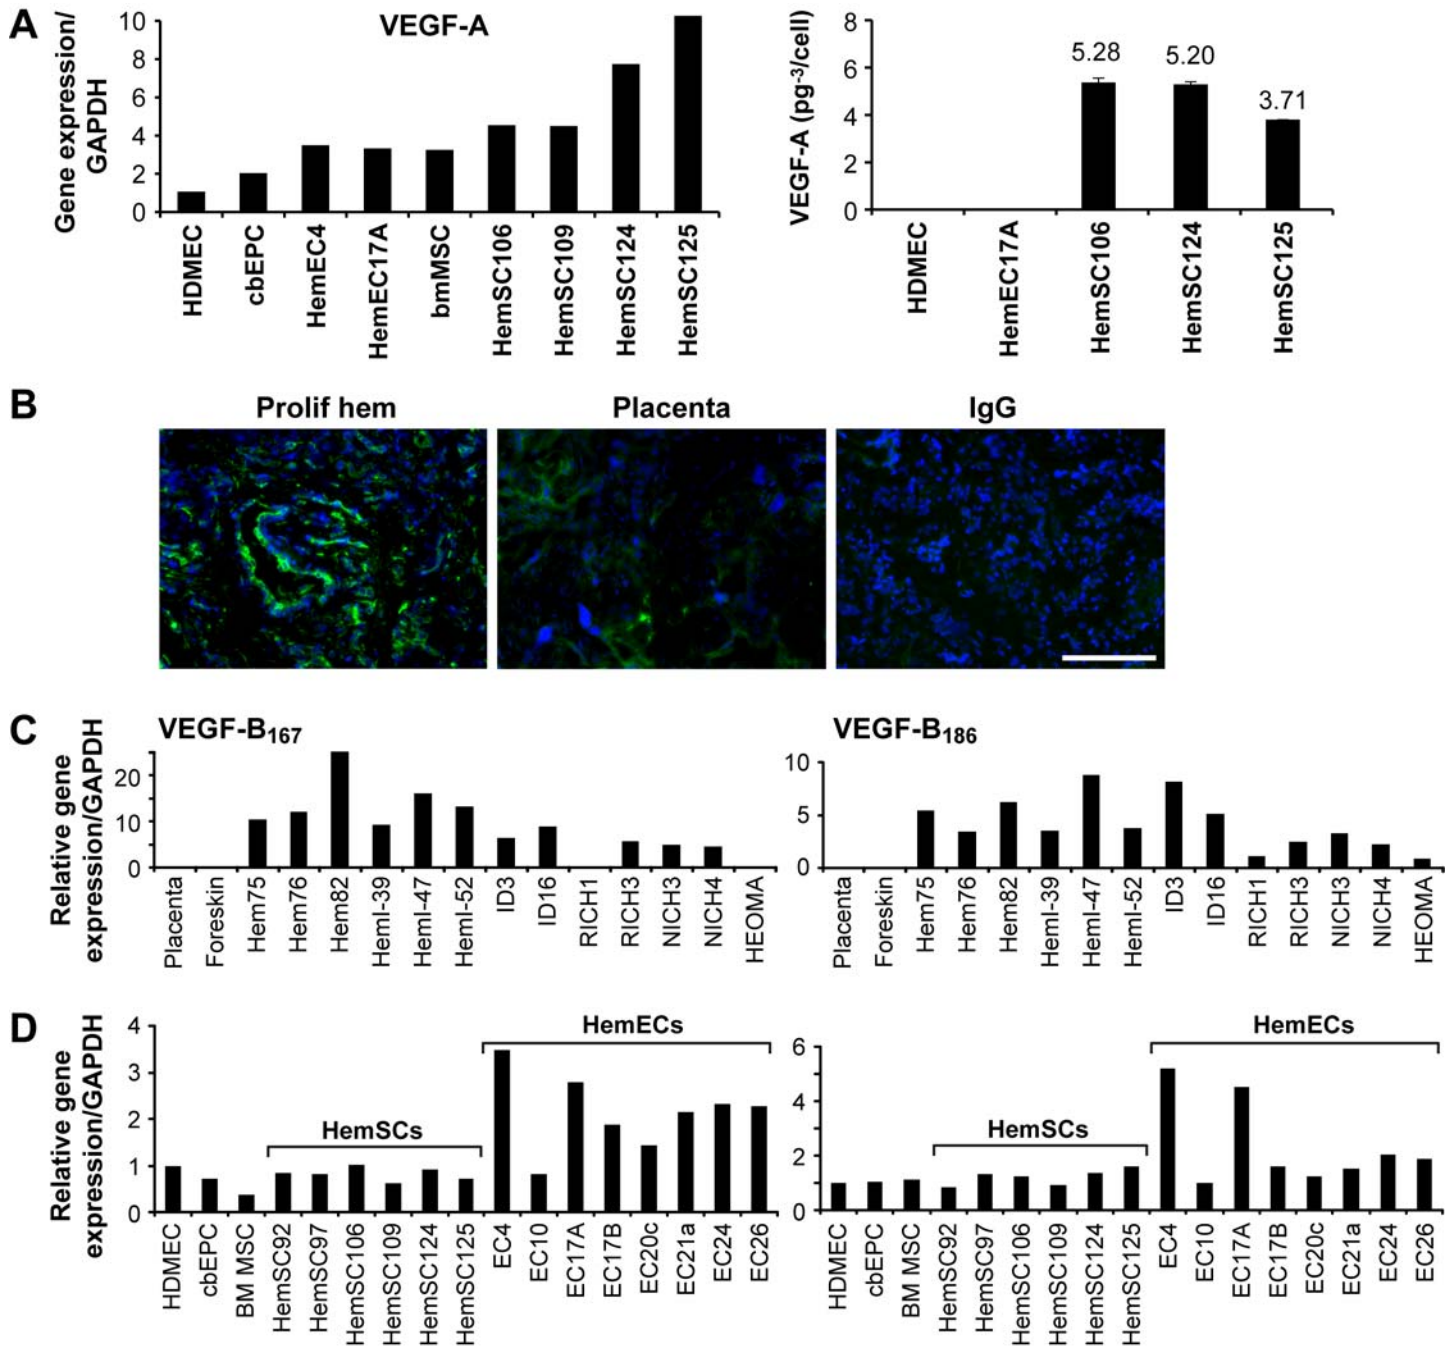 A
VEGF-A
Gene expression/
GAPDH
10
8
6
4
2
0
HDMEC
cbEPC
HemEC4
HemEC17A
bmMSC
HemSC106
HemSC109
HemSC124
HemSC125
VEGF-A (pg⁻³/cell)
8
6
4
2
0
5.28
5.20
3.71
HDMEC
HemEC17A
HemSC106
HemSC124
HemSC125
B
Prolif hem
Placenta
IgG
C
VEGF-B₁₆₇
Relative gene
expression/GAPDH
20
10
0
Placenta
Foreskin
Hem75
Hem76
Hem82
HemI-39
HemI-47
HemI-52
ID3
ID16
RICH1
RICH3
NICH3
NICH4
HEOMA
VEGF-B₁₈₆
10
5
0
Placenta
Foreskin
Hem75
Hem76
Hem82
HemI-39
HemI-47
HemI-52
ID3
ID16
RICH1
RICH3
NICH3
NICH4
HEOMA
D
Relative gene
expression/GAPDH
4
3
2
1
0
HemSCs
HemECs
HDMEC
cbEPC
BM MSC
HemSC92
HemSC97
HemSC106
HemSC109
HemSC124
HemSC125
EC4
EC10
EC17A
EC17B
EC20c
EC21a
EC24
EC26
6
4
2
0
HemSCs
HemECs
HDMEC
cbEPC
BM MSC
HemSC92
HemSC97
HemSC106
HemSC109
HemSC124
HemSC125
EC4
EC10
EC17A
EC17B
EC20c
EC21a
EC24
EC26